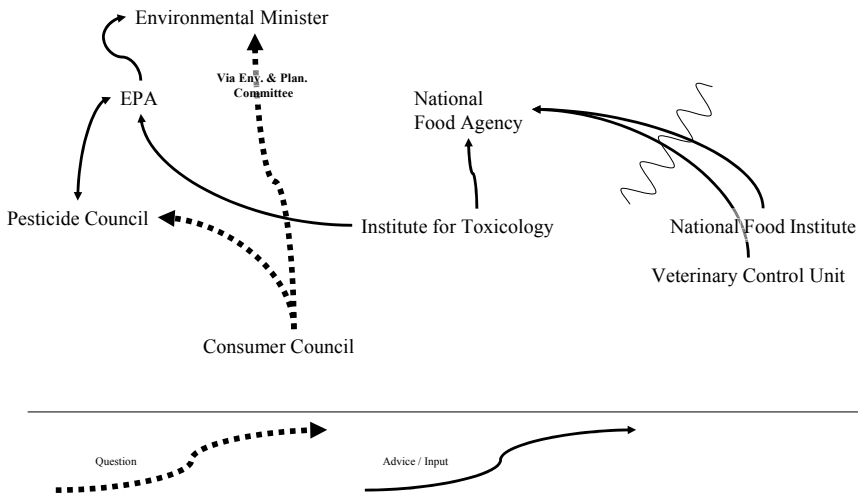 Environmental Minister
Via Env. & Plan.
Committee
EPA
National
Food Agency
Pesticide Council
Institute for Toxicology
National Food Institute
Veterinary Control Unit
Consumer Council
Question
Advice / Input